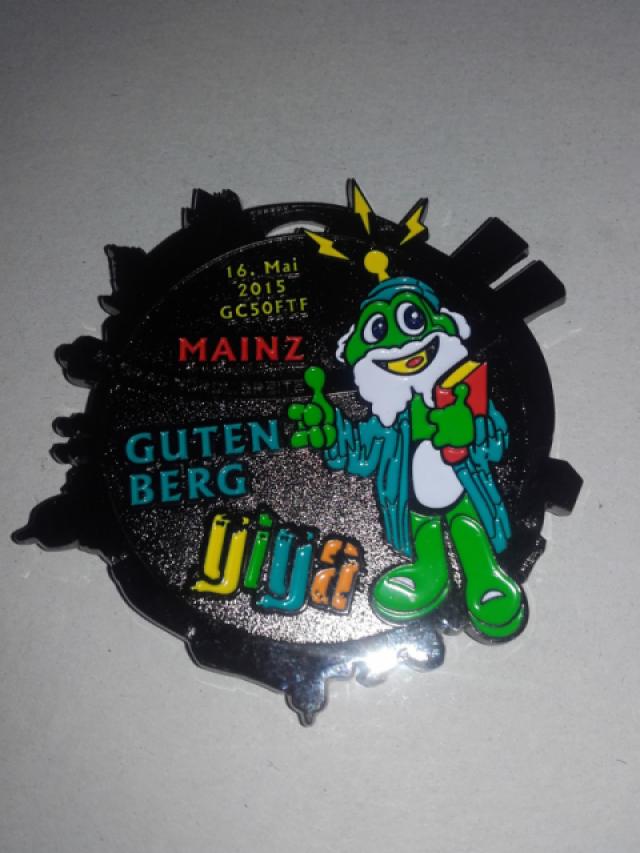 16. Mai
2015
GC50FTF
MAINZ
GUTEN
BERG
giga